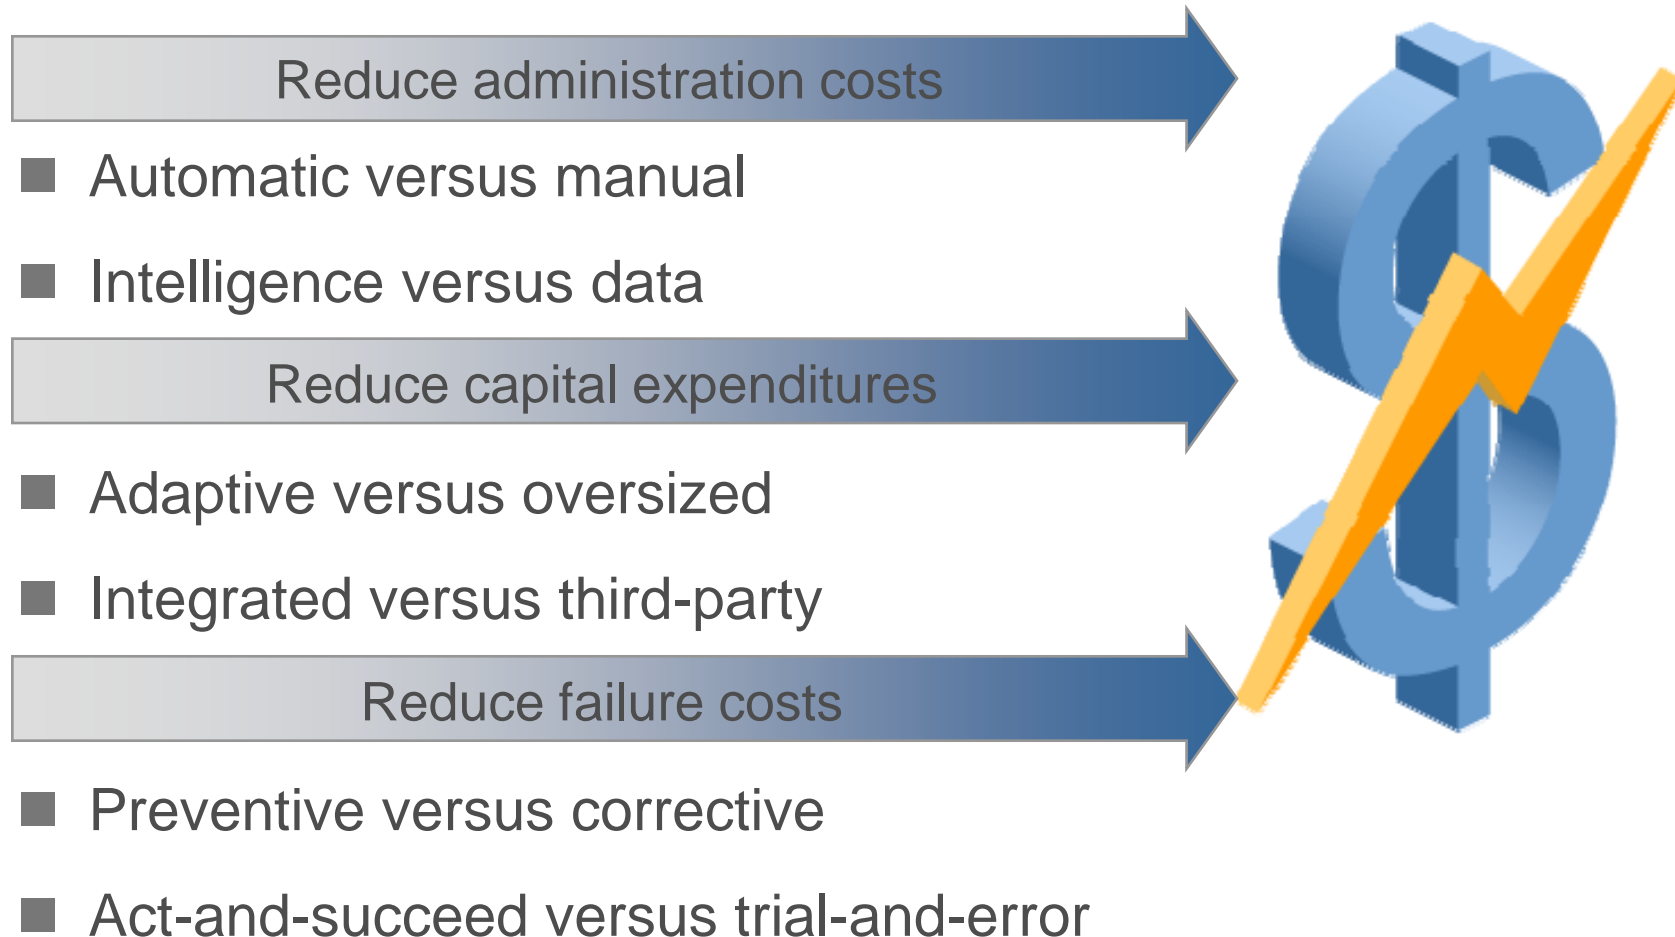 Reduce administration costs
Automatic versus manual
Intelligence versus data
Reduce capital expenditures
Adaptive versus oversized
Integrated versus third-party
Reduce failure costs
Preventive versus corrective
Act-and-succeed versus trial-and-error